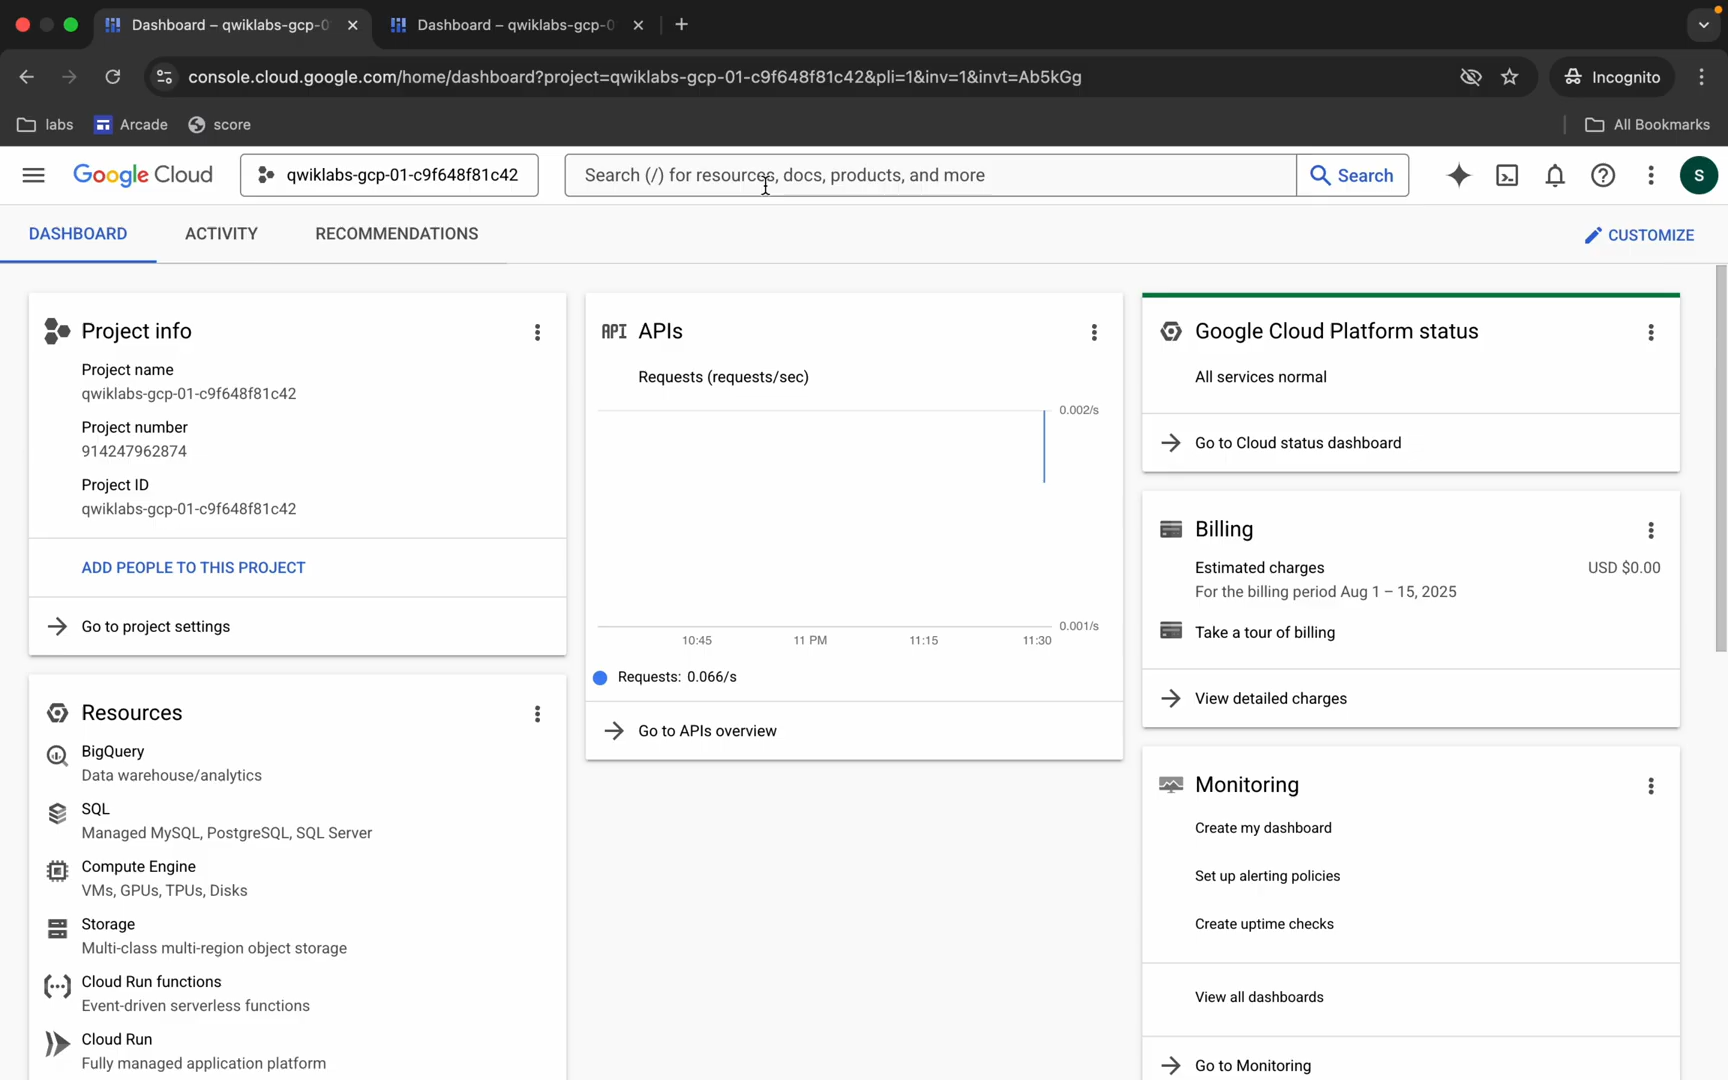 Dashboard – qwiklabs-gcp-0
Dashboard – qwiklabs-gcp-0
console.cloud.google.com/home/dashboard?project=qwiklabs-gcp-01-c9f648f81c42&pli=1&inv=1&invt=Ab5kGg
Incognito
labs
Arcade
score
All Bookmarks
Google Cloud
qwiklabs-gcp-01-c9f648f81c42
Search (/) for resources, docs, products, and more
Search
S
DASHBOARD
ACTIVITY
RECOMMENDATIONS
CUSTOMIZE
Project info
Project name
qwiklabs-gcp-01-c9f648f81c42
Project number
914247962874
Project ID
qwiklabs-gcp-01-c9f648f81c42
ADD PEOPLE TO THIS PROJECT
Go to project settings
Resources
BigQuery
Data warehouse/analytics
SQL
Managed MySQL, PostgreSQL, SQL Server
Compute Engine
VMs, GPUs, TPUs, Disks
Storage
Multi-class multi-region object storage
Cloud Run functions
Event-driven serverless functions
Cloud Run
Fully managed application platform
API APIs
Requests (requests/sec)
0.002/s
0.001/s
10:45
11 PM
11:15
11:30
Requests: 0.066/s
Go to APIs overview
Google Cloud Platform status
All services normal
Go to Cloud status dashboard
Billing
Estimated charges
USD $0.00
For the billing period Aug 1 – 15, 2025
Take a tour of billing
View detailed charges
Monitoring
Create my dashboard
Set up alerting policies
Create uptime checks
View all dashboards
Go to Monitoring